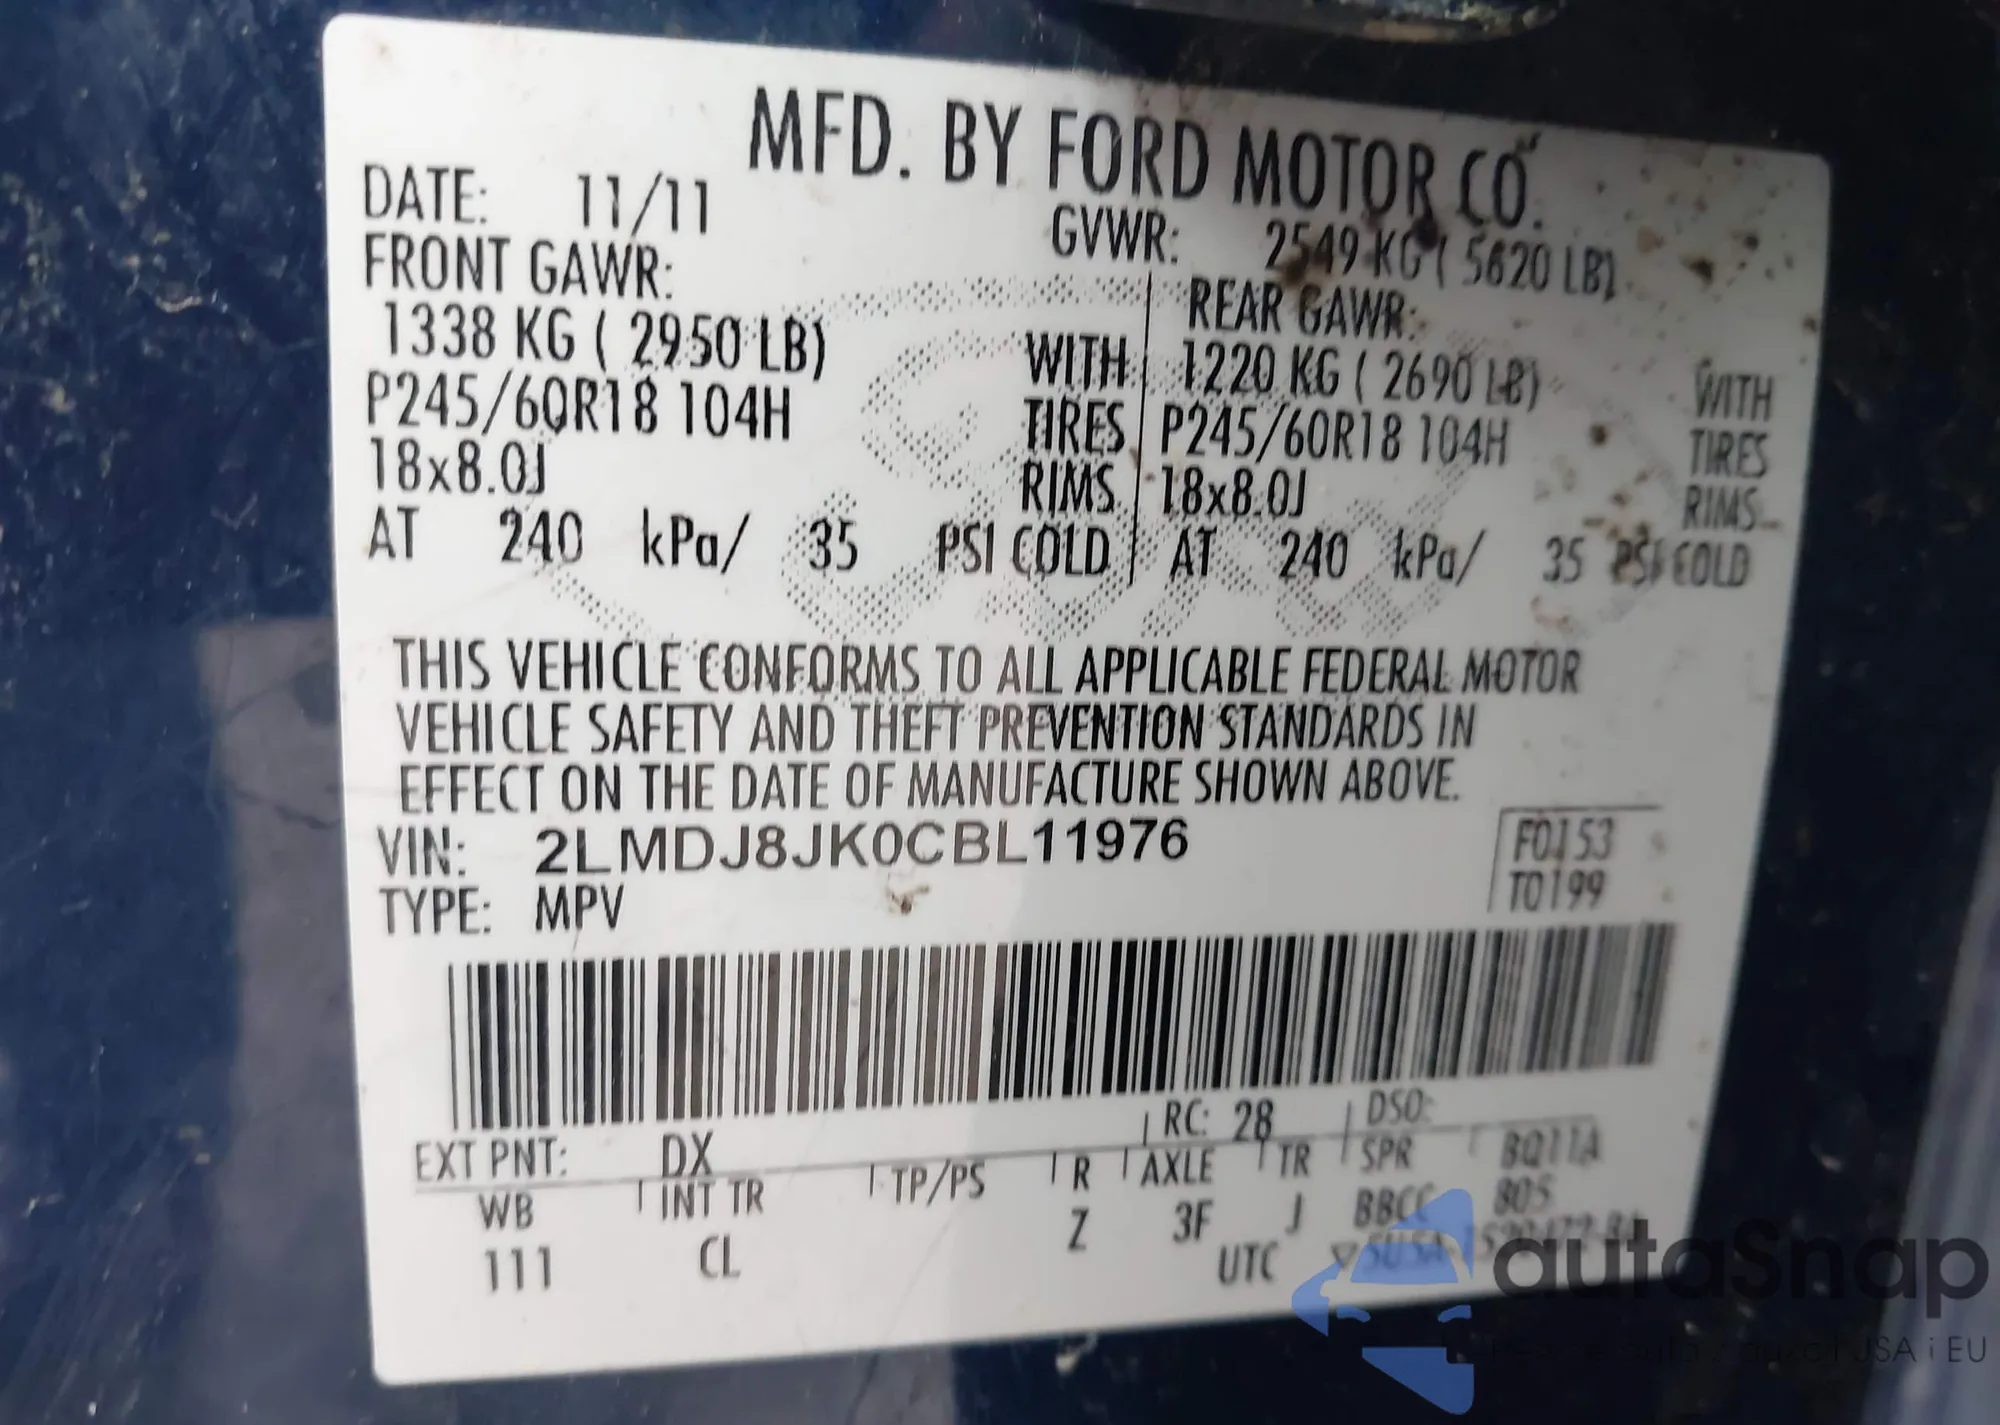 MFD. BY FORD MOTOR CO.
DATE: 11/11 GVWR: 2549 KG ( 5620 LB)
FRONT GAWR: REAR GAWR:
1338 KG ( 2950 LB) WITH 1220 KG ( 2690 LB) WITH
P245/60R18 104H TIRES P245/60R18 104H TIRES
18x8.0J RIMS 18x8.0J RIMS
AT 240 kPa/ 35 PSI COLD AT 240 kPa/ 35 PSI COLD
THIS VEHICLE CONFORMS TO ALL APPLICABLE FEDERAL MOTOR
VEHICLE SAFETY AND THEFT PREVENTION STANDARDS IN
EFFECT ON THE DATE OF MANUFACTURE SHOWN ABOVE.
VIN: 2LMDJ8JK0CBL11976 F0153
TYPE: MPV T0199
EXT PNT: DX RC: 28 DSO:
WB INT TR TP/PS R AXLE TR SPR BQ11A
111 CL Z 3F J BBCC 805
UTC
autaSnap
USA i EU